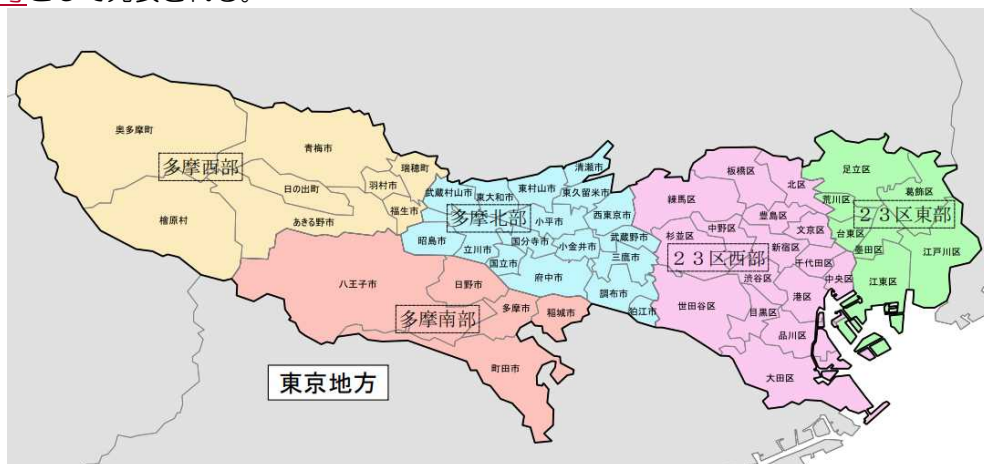 として発表される。
奥多摩町
青梅市
多摩西部
瑞穂町
羽村市
日の出町
福生市
あきる野市
檜原村
清瀬市
武蔵村山市
東大和市
東村山市
東久留米市
多摩北部
小平市
西東京市
昭島市
立川市
国分寺市
小金井市
武蔵野市
国立市
三鷹市
府中市
調布市
狛江市
八王子市
日野市
多摩南部
多摩市
稲城市
町田市
板橋区
北区
練馬区
豊島区
文京区
中野区
杉並区
新宿区
23区西部
千代田区
渋谷区
中央区
世田谷区
港区
目黒区
品川区
大田区
足立区
葛飾区
荒川区
23区東部
台東区
墨田区
江戸川区
江東区
東京地方